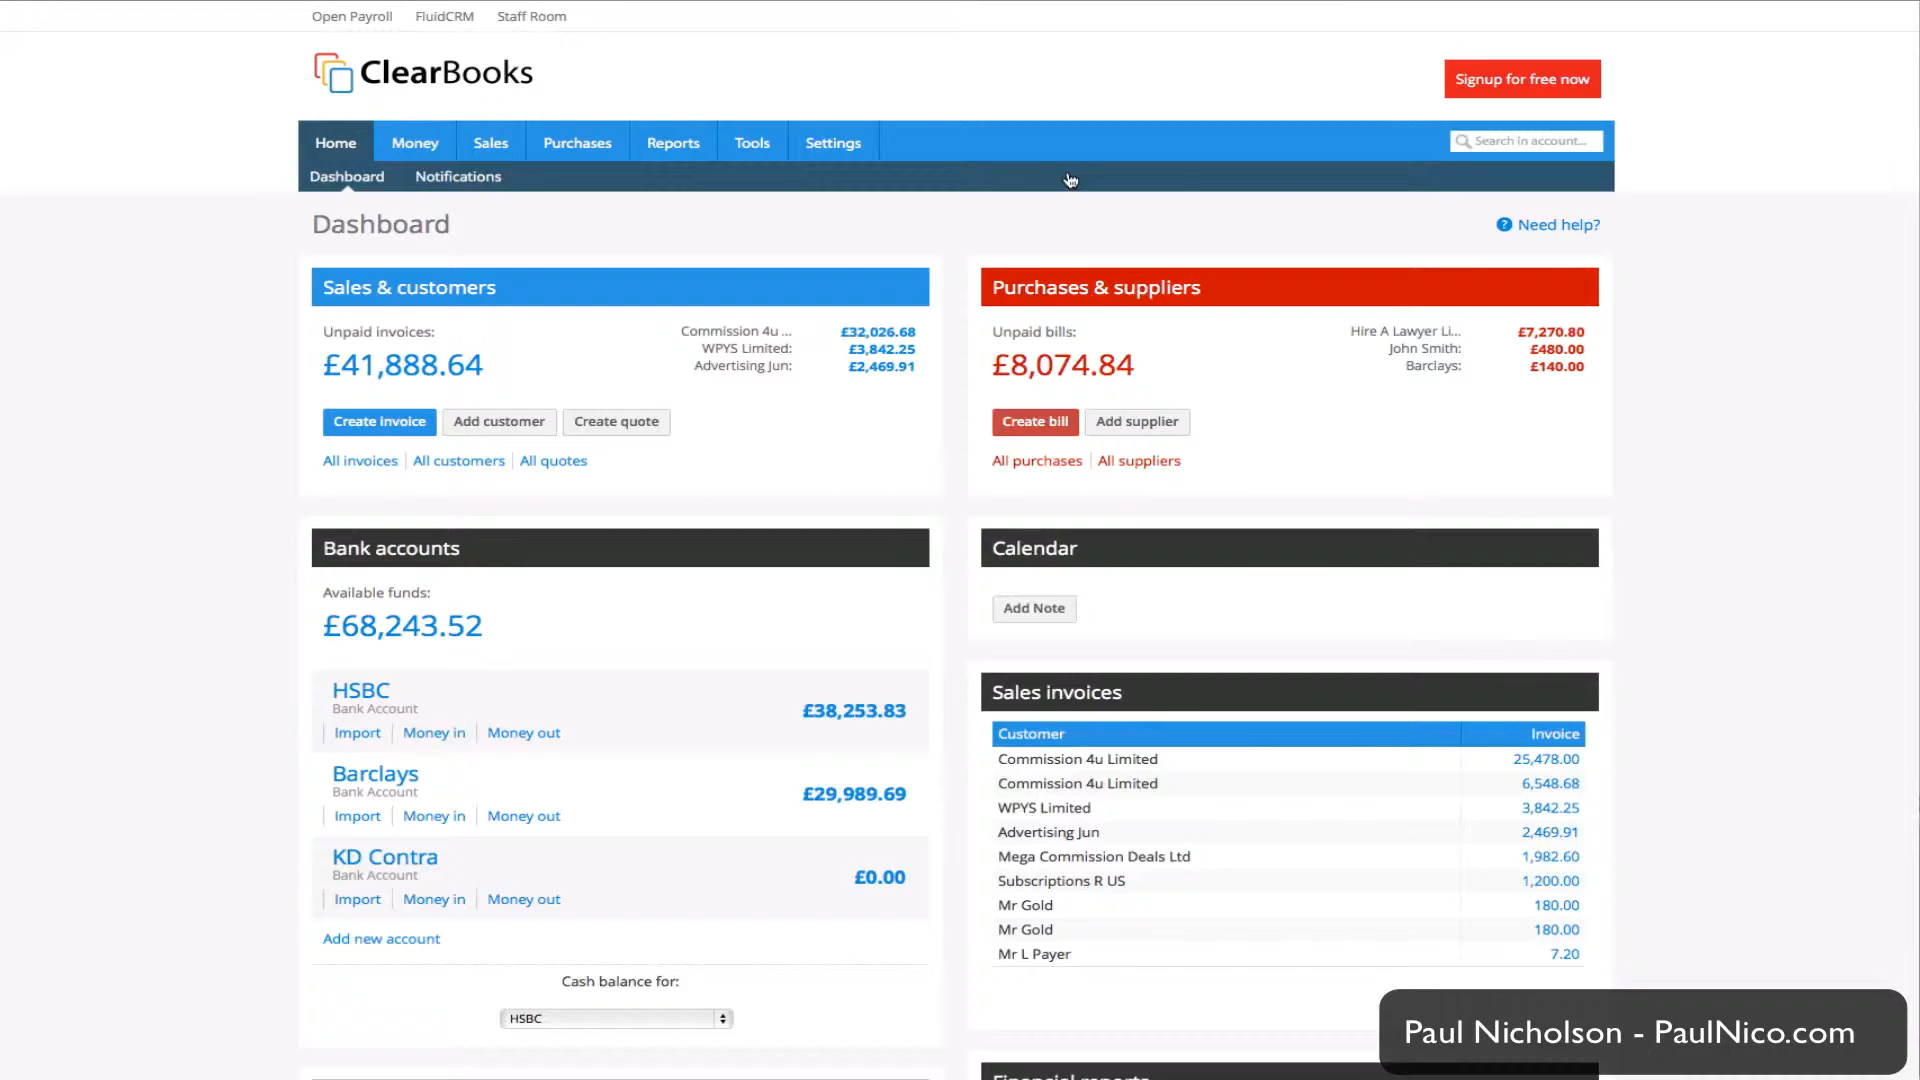 Open Payroll FluidCRM Staff Room
ClearBooks
Signup for free now
Home Money Sales Purchases Reports Tools Settings
Search in account...
Dashboard Notifications
Dashboard
Need help?
Sales & customers
Unpaid invoices:
£41,888.64
Commission 4u ... £32,026.68
WPYS Limited: £3,842.25
Advertising Jun: £2,469.91
Create invoice Add customer Create quote
All invoices All customers All quotes
Purchases & suppliers
Unpaid bills:
£8,074.84
Hire A Lawyer Li... £7,270.80
John Smith: £480.00
Barclays: £140.00
Create bill Add supplier
All purchases All suppliers
Bank accounts
Available funds:
£68,243.52
HSBC
Bank Account
£38,253.83
Import Money in Money out
Barclays
Bank Account
£29,989.69
Import Money in Money out
KD Contra
Bank Account
£0.00
Import Money in Money out
Add new account
Cash balance for:
HSBC
Calendar
Add Note
Sales invoices
Customer Invoice
Commission 4u Limited 25,478.00
Commission 4u Limited 6,548.68
WPYS Limited 3,842.25
Advertising Jun 2,469.91
Mega Commission Deals Ltd 1,982.60
Subscriptions R US 1,200.00
Mr Gold 180.00
Mr Gold 180.00
Mr L Payer 7.20
Financial reports
Paul Nicholson - PaulNico.com